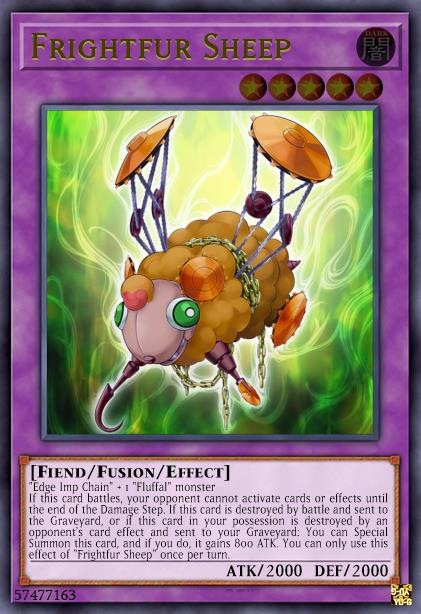 Frightfur Sheep
DARK
闇
[Fiend/Fusion/Effect]
"Edge Imp Chain" + 1 "Fluffal" monster
If this card battles, your opponent cannot activate cards or effects until
the end of the Damage Step. If this card is destroyed by battle and sent to
the Graveyard, or if this card in your possession is destroyed by an
opponent's card effect and sent to your Graveyard: You can Special
Summon this card, and if you do, it gains 800 ATK. You can only use this
effect of "Frightfur Sheep" once per turn.
ATK/2000 DEF/2000
57477163